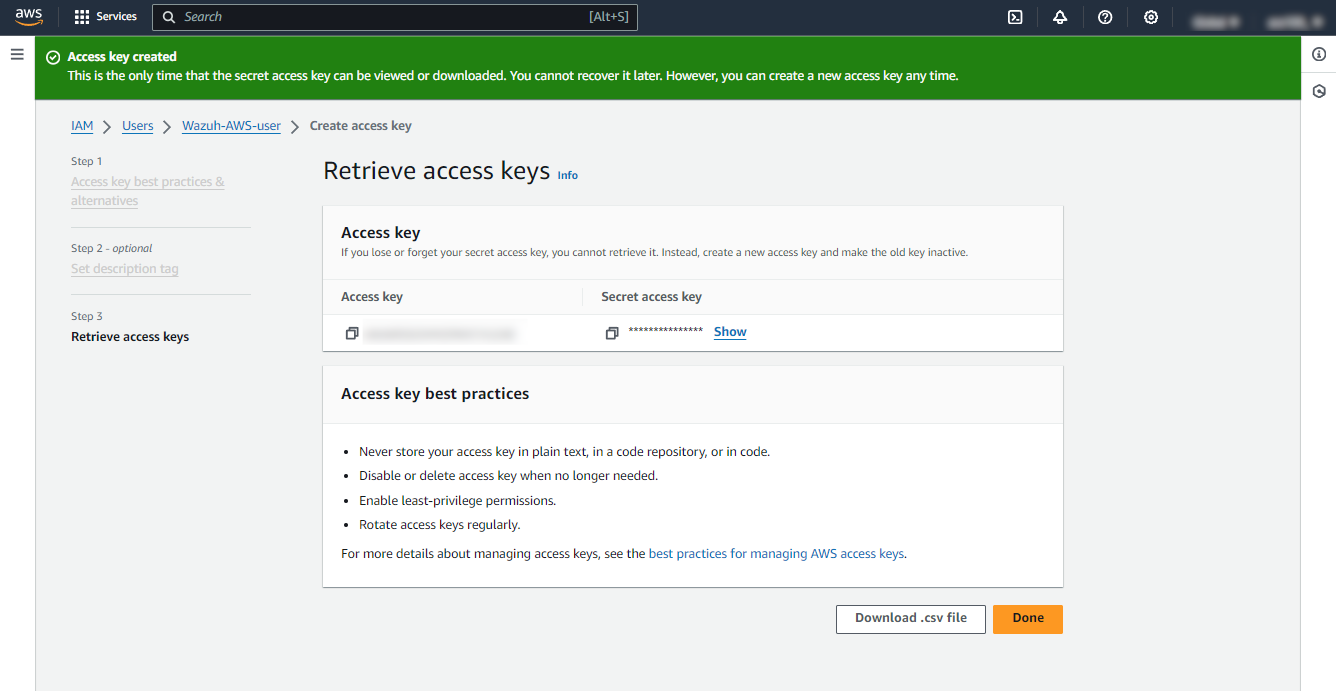 aws
Services
Search
[Alt+S]
Access key created
This is the only time that the secret access key can be viewed or downloaded. You cannot recover it later. However, you can create a new access key any time.
IAM
Users
Wazuh-AWS-user
Create access key
Step 1
Access key best practices &
alternatives
Step 2 - optional
Set description tag
Step 3
Retrieve access keys
Retrieve access keys Info
Access key
If you lose or forget your secret access key, you cannot retrieve it. Instead, create a new access key and make the old key inactive.
Access key
Secret access key
*************** Show
Access key best practices
• Never store your access key in plain text, in a code repository, or in code.
• Disable or delete access key when no longer needed.
• Enable least-privilege permissions.
• Rotate access keys regularly.
For more details about managing access keys, see the best practices for managing AWS access keys.
Download .csv file
Done